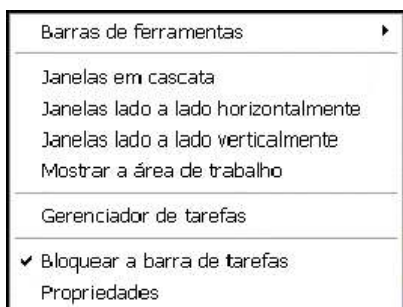 Barras de ferramentas
Janelas em cascata
Janelas lado a lado horizontalmente
Janelas lado a lado verticalmente
Mostrar a área de trabalho
Gerenciador de tarefas
Bloquear a barra de tarefas
Propriedades